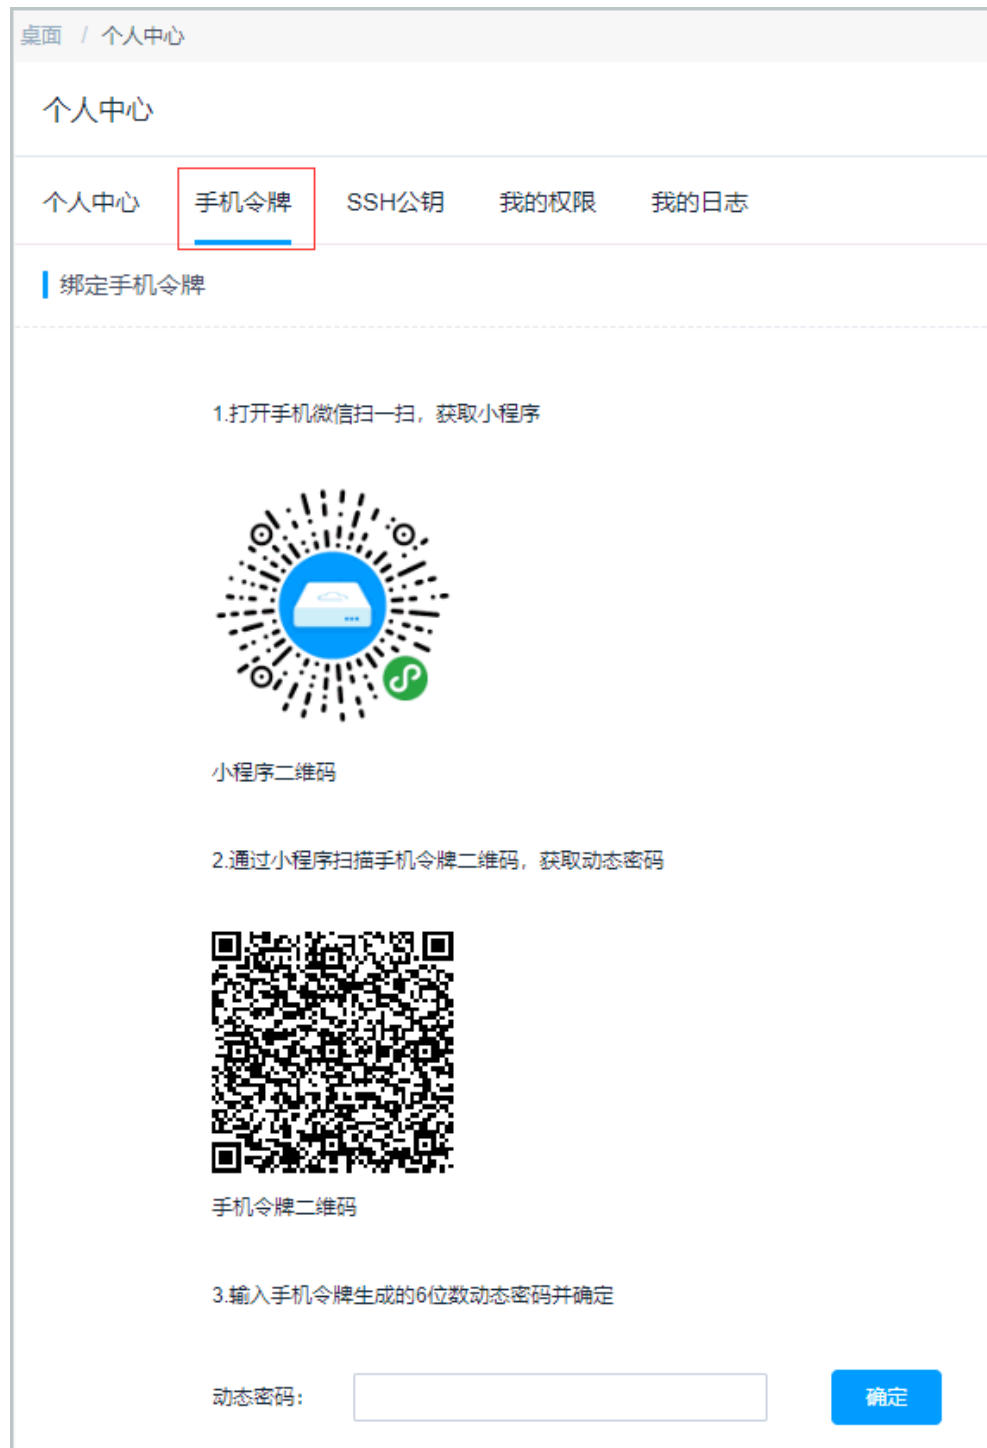 桌面 / 个人中心
个人中心
个人中心 手机令牌 SSH公钥 我的权限 我的日志
绑定手机令牌
1.打开手机微信扫一扫，获取小程序
小程序二维码
2.通过小程序扫描手机令牌二维码，获取动态密码
手机令牌二维码
3.输入手机令牌生成的6位数动态密码并确定
动态密码： 确定